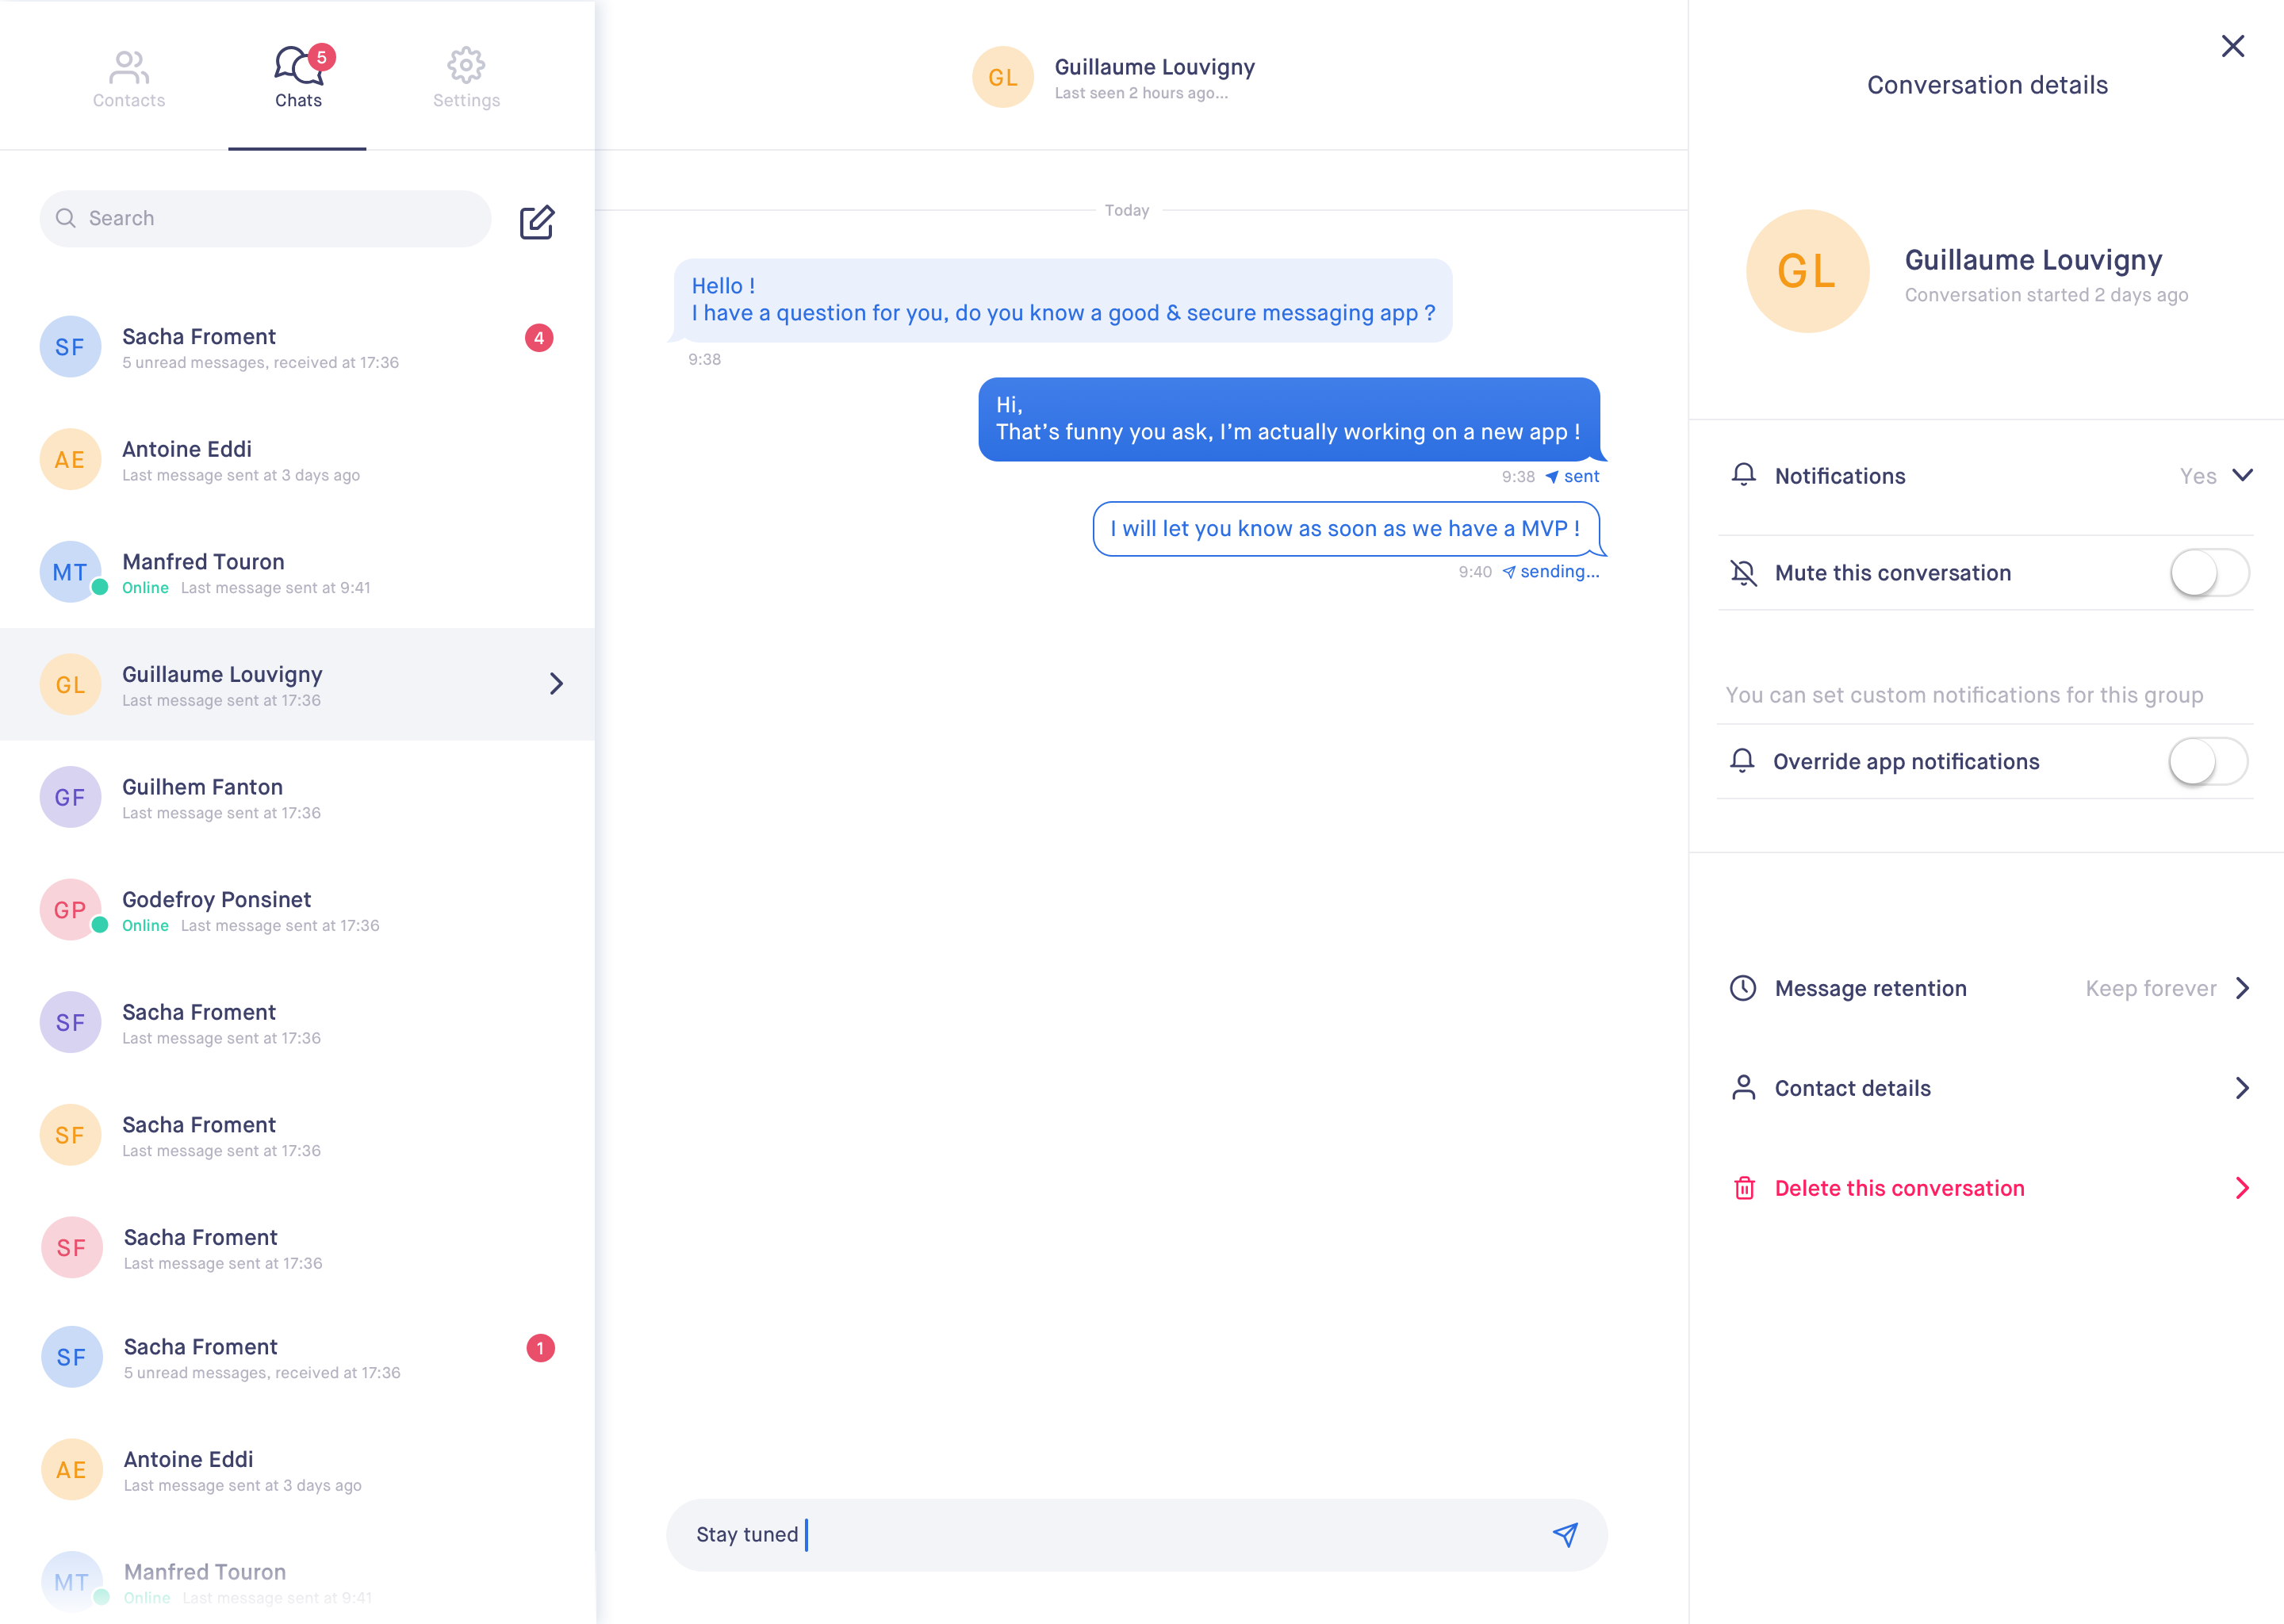 Contacts
5
Chats
Settings
Search
SF
Sacha Froment
5 unread messages, received at 17:36
4
AE
Antoine Eddi
Last message sent at 3 days ago
MT
Manfred Touron
Online Last message sent at 9:41
GL
Guillaume Louvigny
Last message sent at 17:36
GF
Guilhem Fanton
Last message sent at 17:36
GP
Godefroy Ponsinet
Online Last message sent at 17:36
SF
Sacha Froment
Last message sent at 17:36
SF
Sacha Froment
Last message sent at 17:36
SF
Sacha Froment
Last message sent at 17:36
SF
Sacha Froment
5 unread messages, received at 17:36
1
AE
Antoine Eddi
Last message sent at 3 days ago
MT
Manfred Touron
Online Last message sent at 9:41
GL
Guillaume Louvigny
Last seen 2 hours ago...
Today
Hello !
I have a question for you, do you know a good & secure messaging app ?
9:38
Hi,
That’s funny you ask, I’m actually working on a new app !
9:38 sent
I will let you know as soon as we have a MVP !
9:40 sending...
Stay tuned
Conversation details
GL
Guillaume Louvigny
Conversation started 2 days ago
Notifications Yes
Mute this conversation
You can set custom notifications for this group
Override app notifications
Message retention Keep forever
Contact details
Delete this conversation